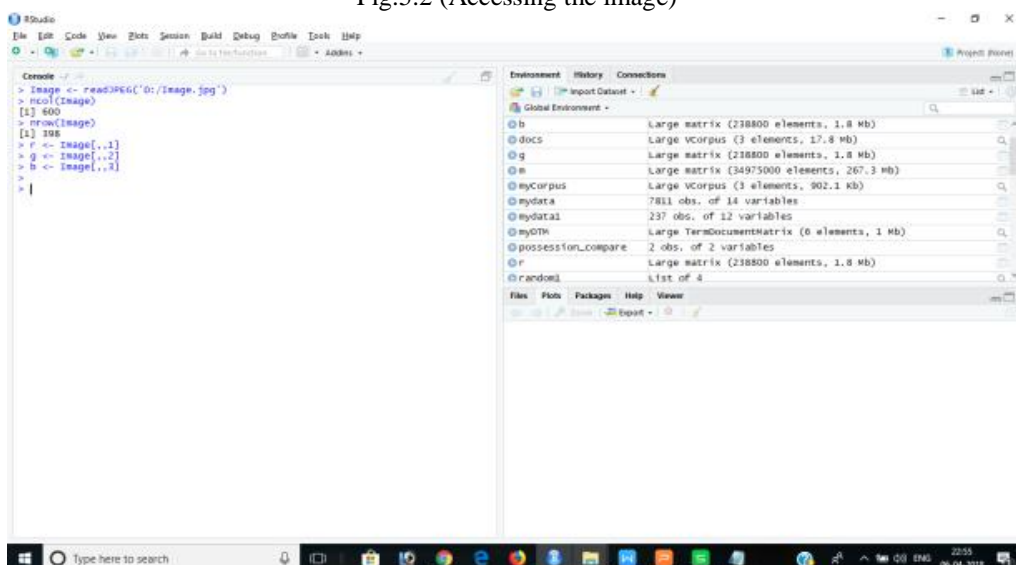 Fig.5.2 (Accessing the image)
RStudio
File Edit Code View Plots Session Build Debug Profile Tools Help
Go to file/function Addins
Project: (None)
Console ~/
> Image <- readJPEG('D:/Image.jpg')
> ncol(Image)
[1] 600
> nrow(Image)
[1] 398
> r <- Image[,,1]
> g <- Image[,,2]
> b <- Image[,,3]
>
>
Environment History Connections
Import Dataset List
Global Environment
b Large matrix (238800 elements, 1.8 Mb)
docs Large VCorpus (3 elements, 17.8 Mb)
g Large matrix (238800 elements, 1.8 Mb)
m Large matrix (34975000 elements, 267.3 Mb)
myCorpus Large VCorpus (3 elements, 902.1 Kb)
mydata 7811 obs. of 14 variables
mydata1 237 obs. of 12 variables
myDTM Large TermDocumentMatrix (6 elements, 1 Mb)
possession_compare 2 obs. of 2 variables
r Large matrix (238800 elements, 1.8 Mb)
random1 List of 4
Files Plots Packages Help Viewer
Zoom Export
Type here to search
ENG
22:55
06-04-2018